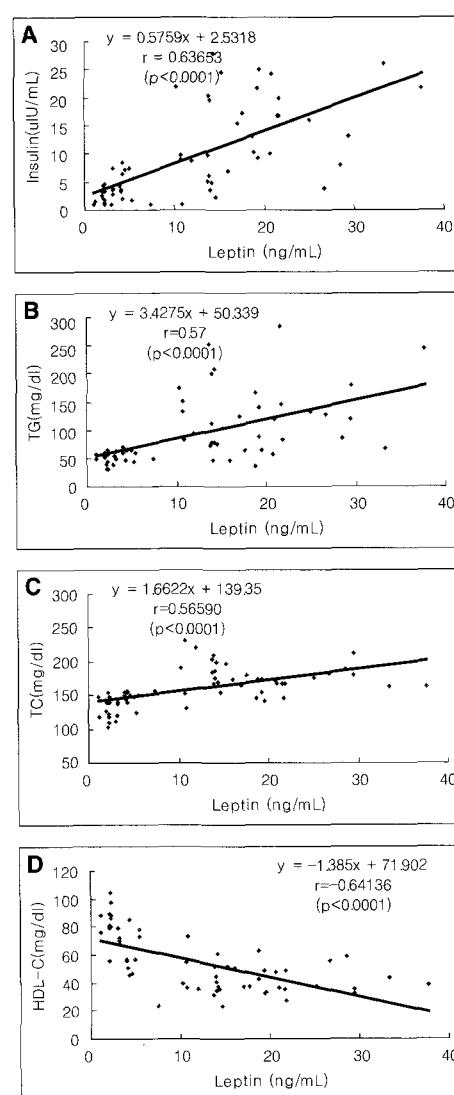 A
y = 0.5759x + 2.5318
r = 0.63683
(p<0.0001)
Insulin(uIU/mL)
30
25
20
15
10
5
0
0 10 20 30 40
Leptin (ng/mL)
B
y = 3.4275x + 50.339
r=0.57
(p<0.0001)
TG(mg/dl)
300
250
200
150
100
50
0
0 10 20 30 40
Leptin (ng/mL)
C
y = 1.6622x + 139.35
r=0.56590
(p<0.0001)
TC(mg/dl)
300
250
200
150
100
50
0 10 20 30 40
Leptin (ng/mL)
D
y = -1.385x + 71.902
r=-0.64136
(p<0.0001)
HDL-C(mg/dl)
120
100
80
60
40
20
0
0 10 20 30 40
Leptin (ng/mL)